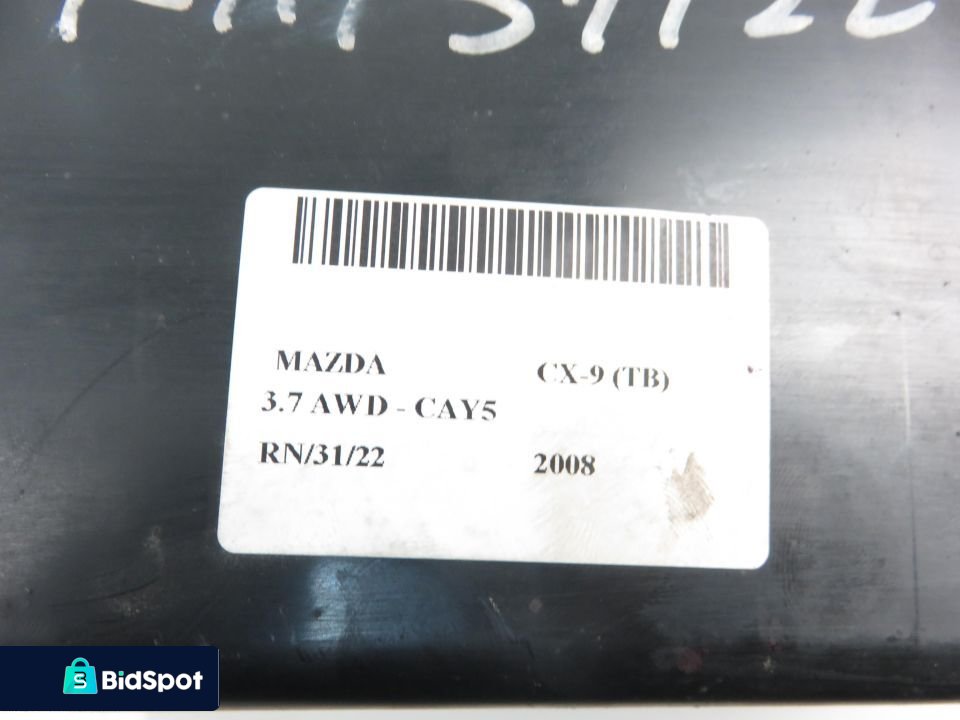 MAZDA CX-9 (TB)
3.7 AWD - CAY5
RN/31/22 2008
BidSpot